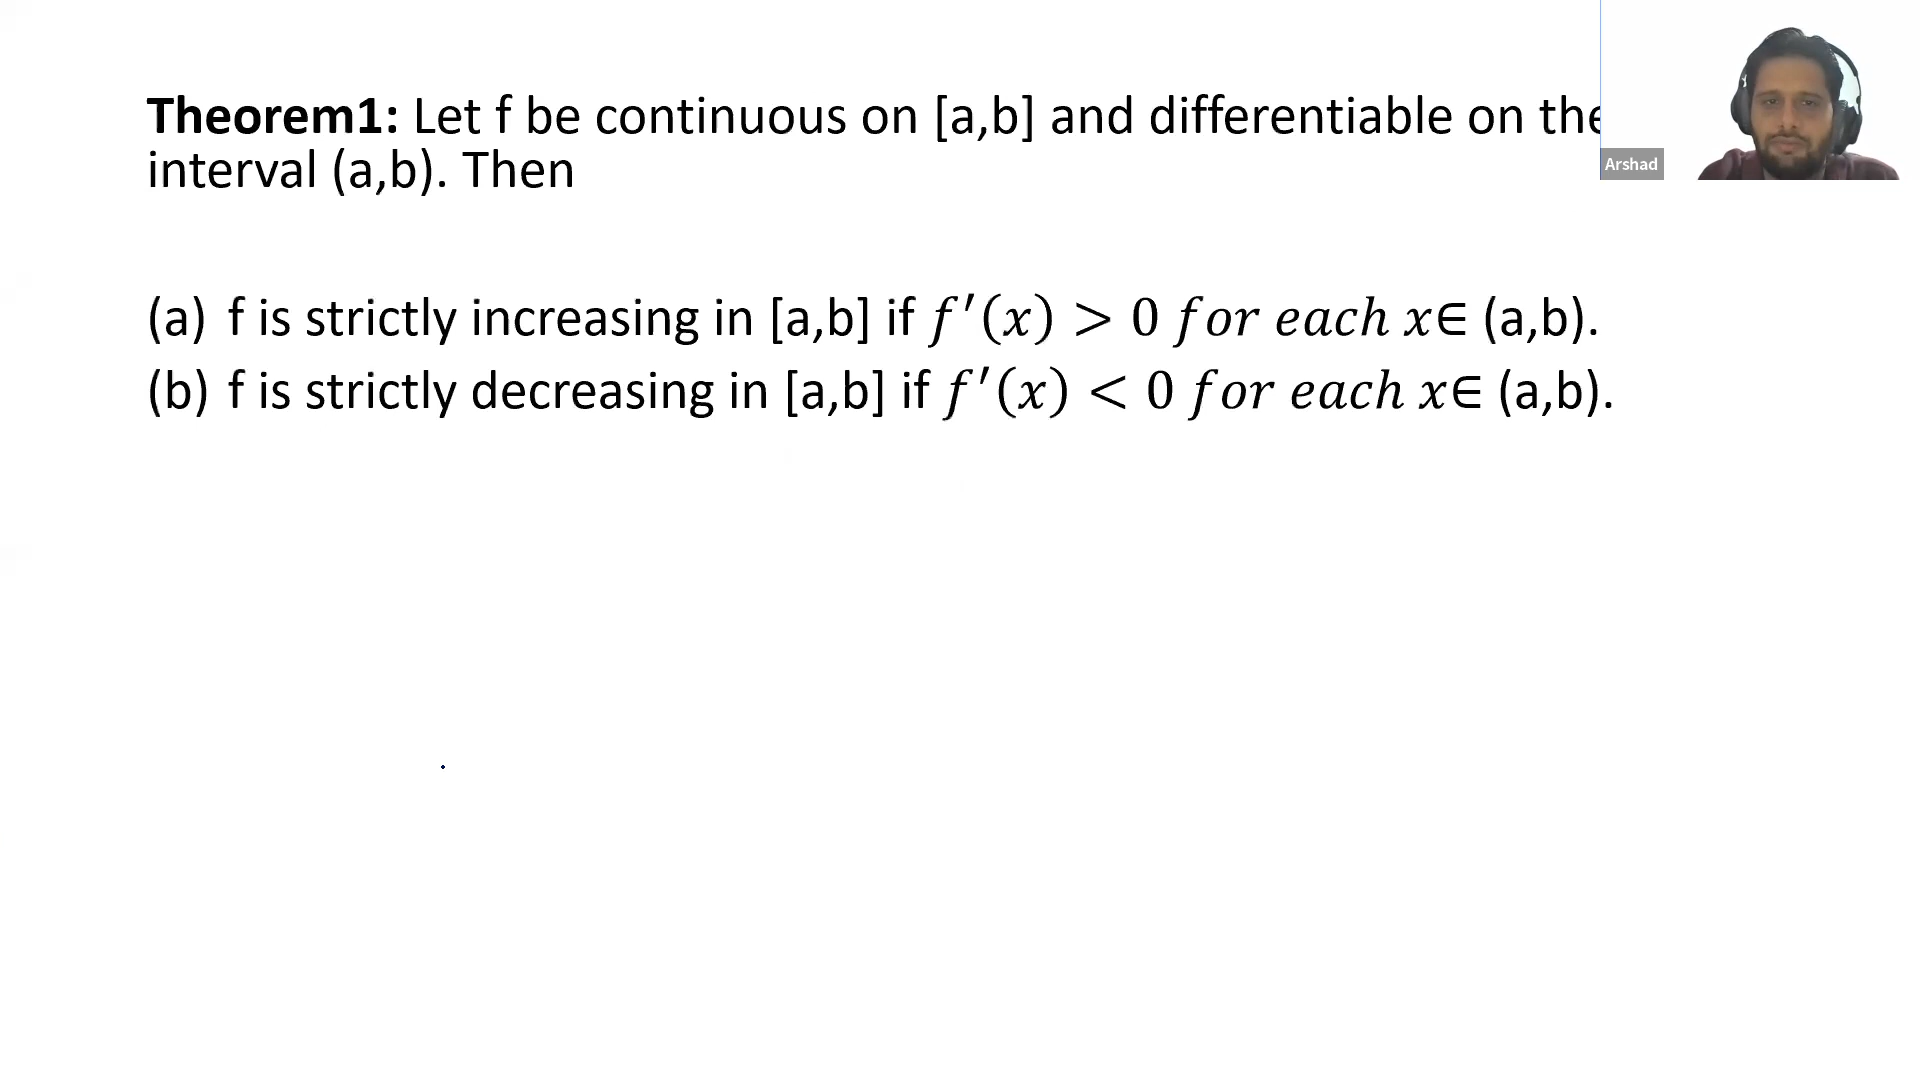 Theorem1: Let f be continuous on [a,b] and differentiable on the
interval (a,b). Then
(a) f is strictly increasing in [a,b] if f′(x) > 0 for each x∈ (a,b).
(b) f is strictly decreasing in [a,b] if f′(x) < 0 for each x∈ (a,b).
Arshad